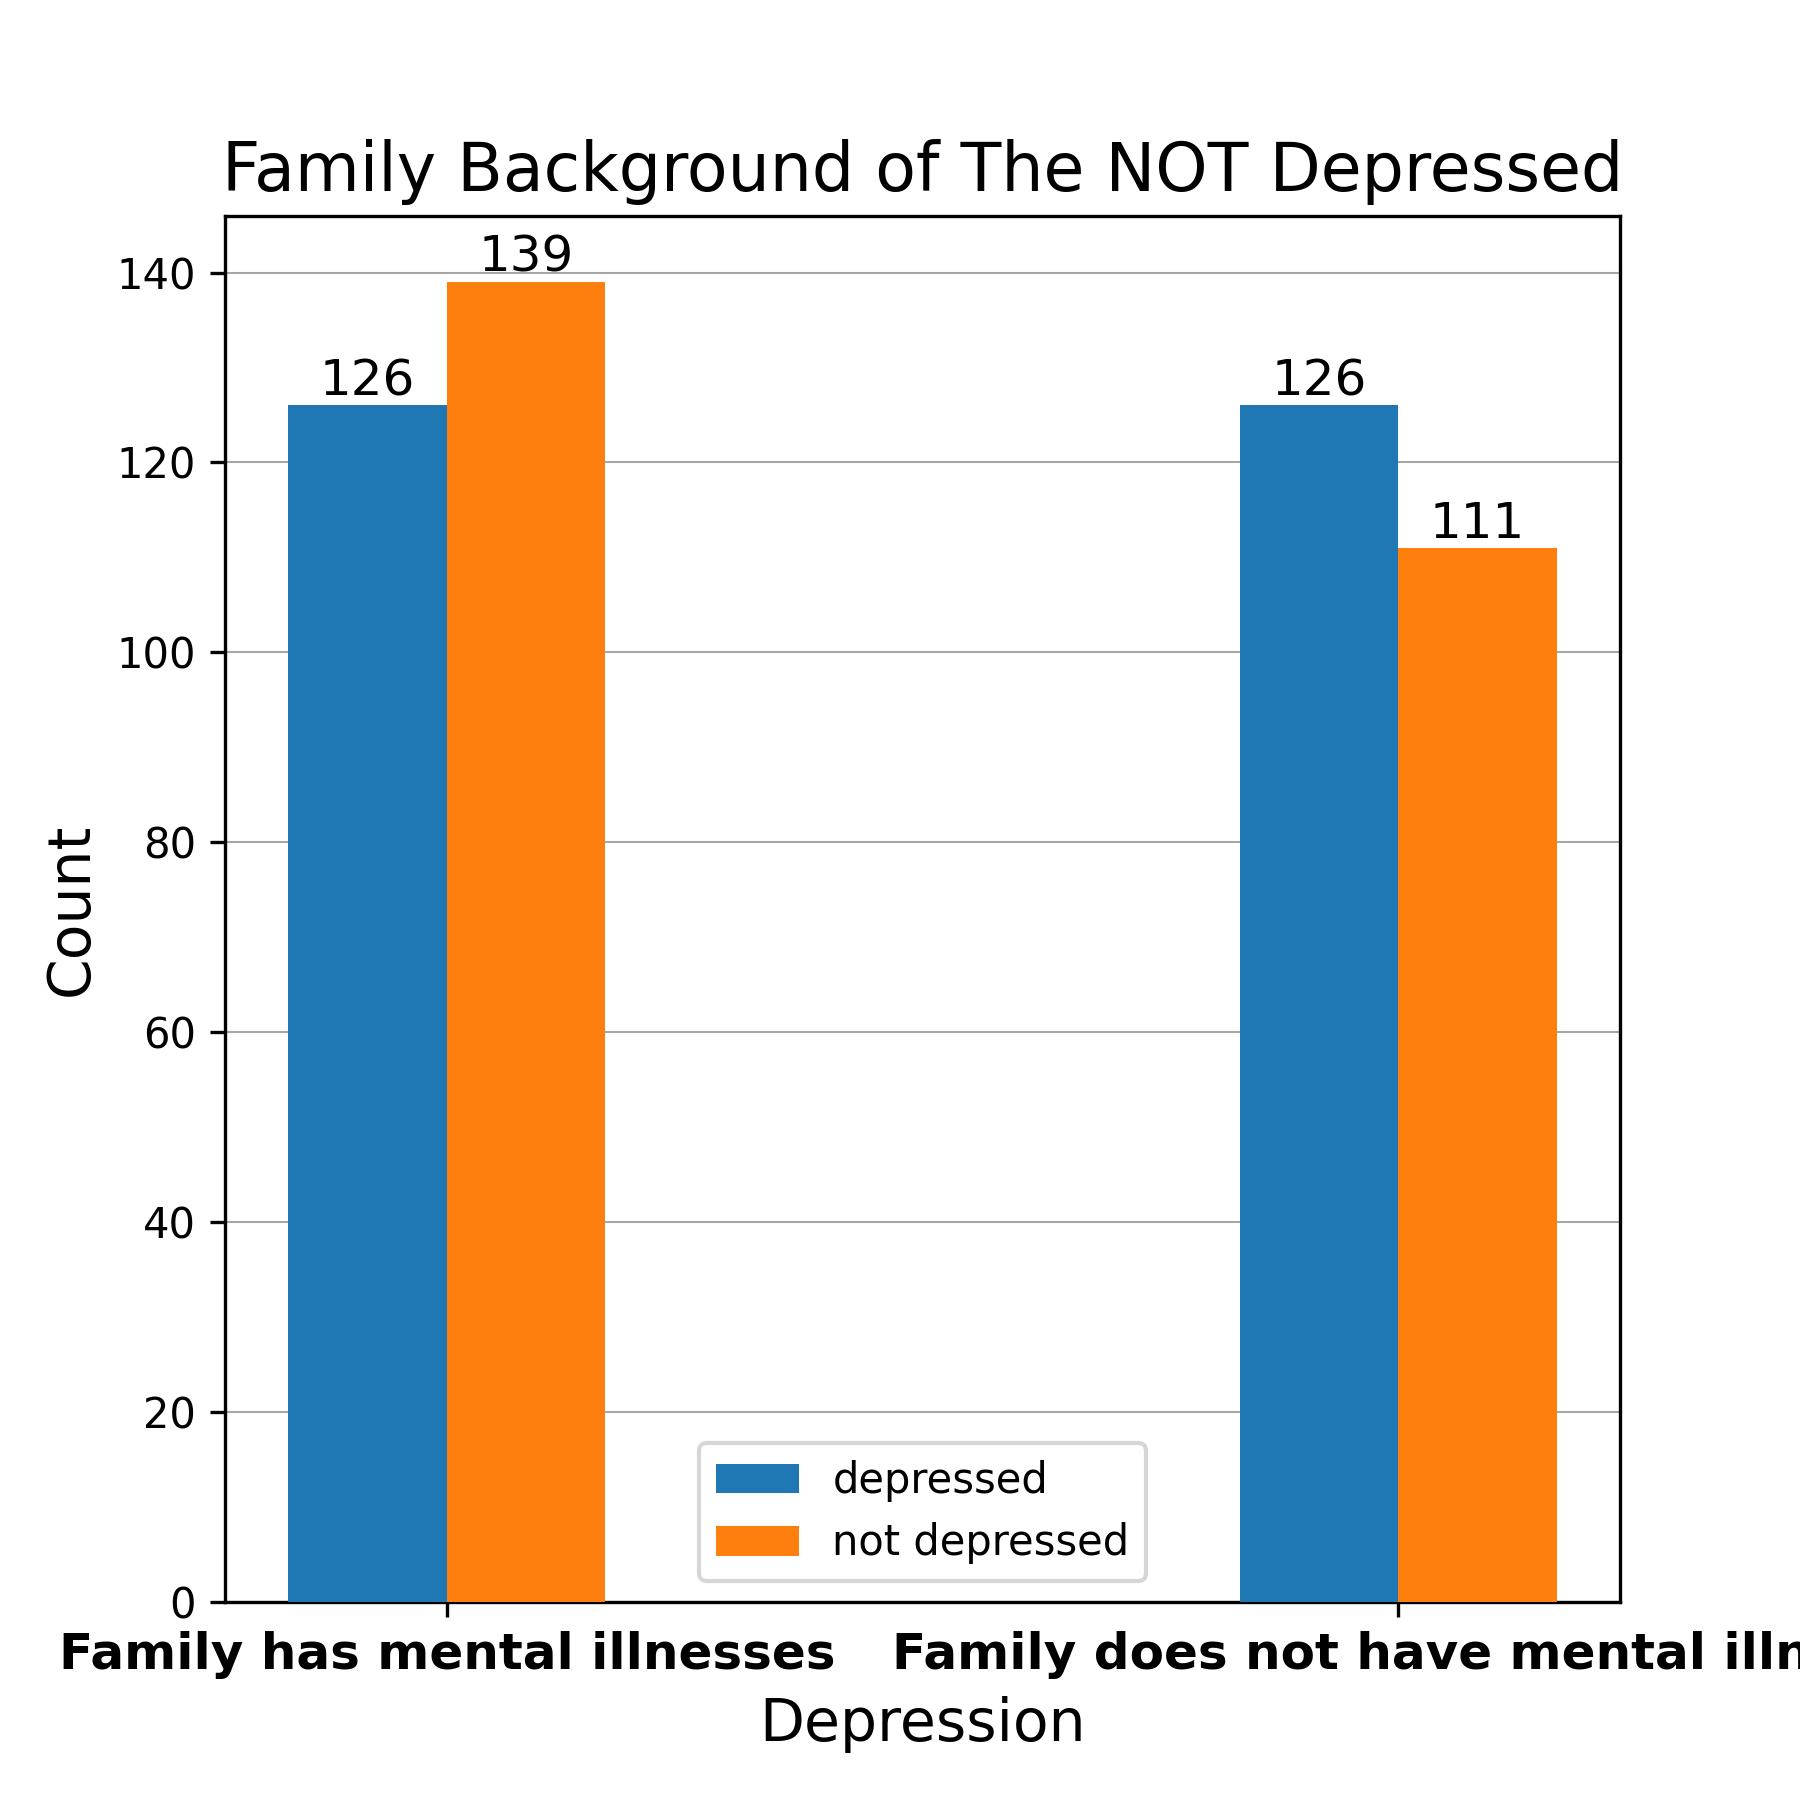 Family Background of The NOT Depressed
139
140
126
126
120
111
100
80
Count
60
40
20
depressed
not depressed
0
Family has mental illnesses
Family does not have mental
Depression